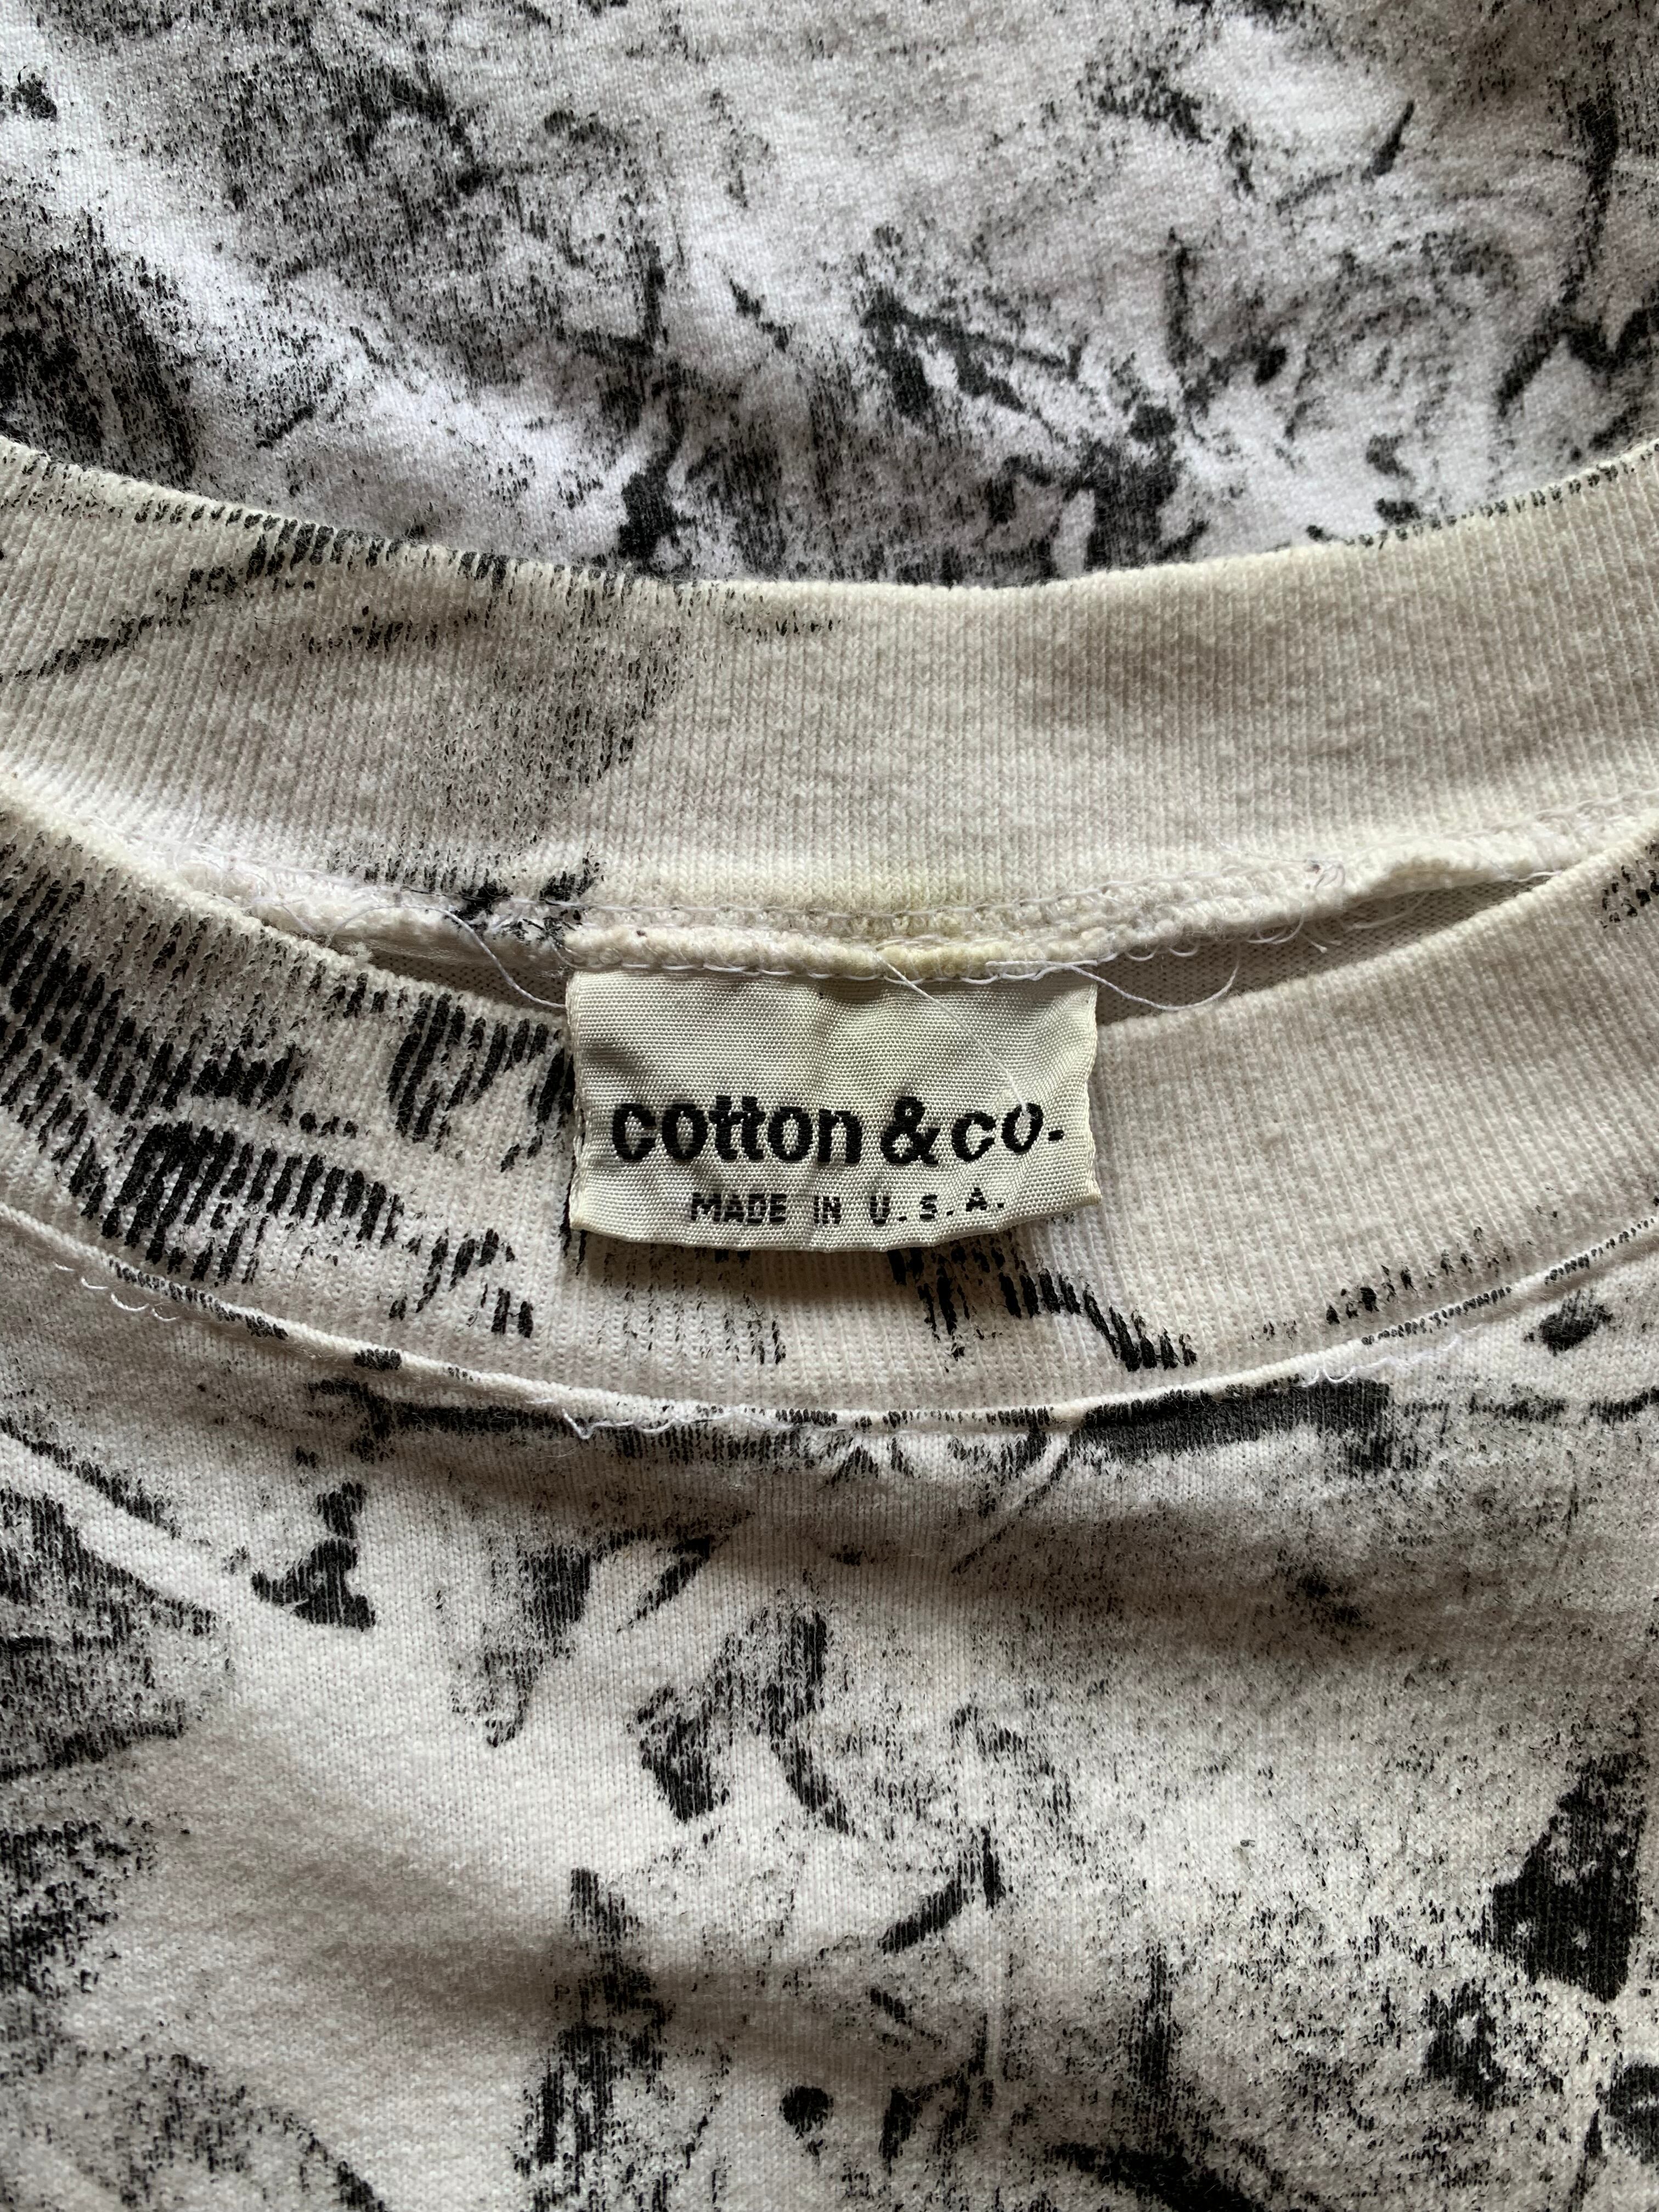 cotton & co.
MADE IN U.S.A.